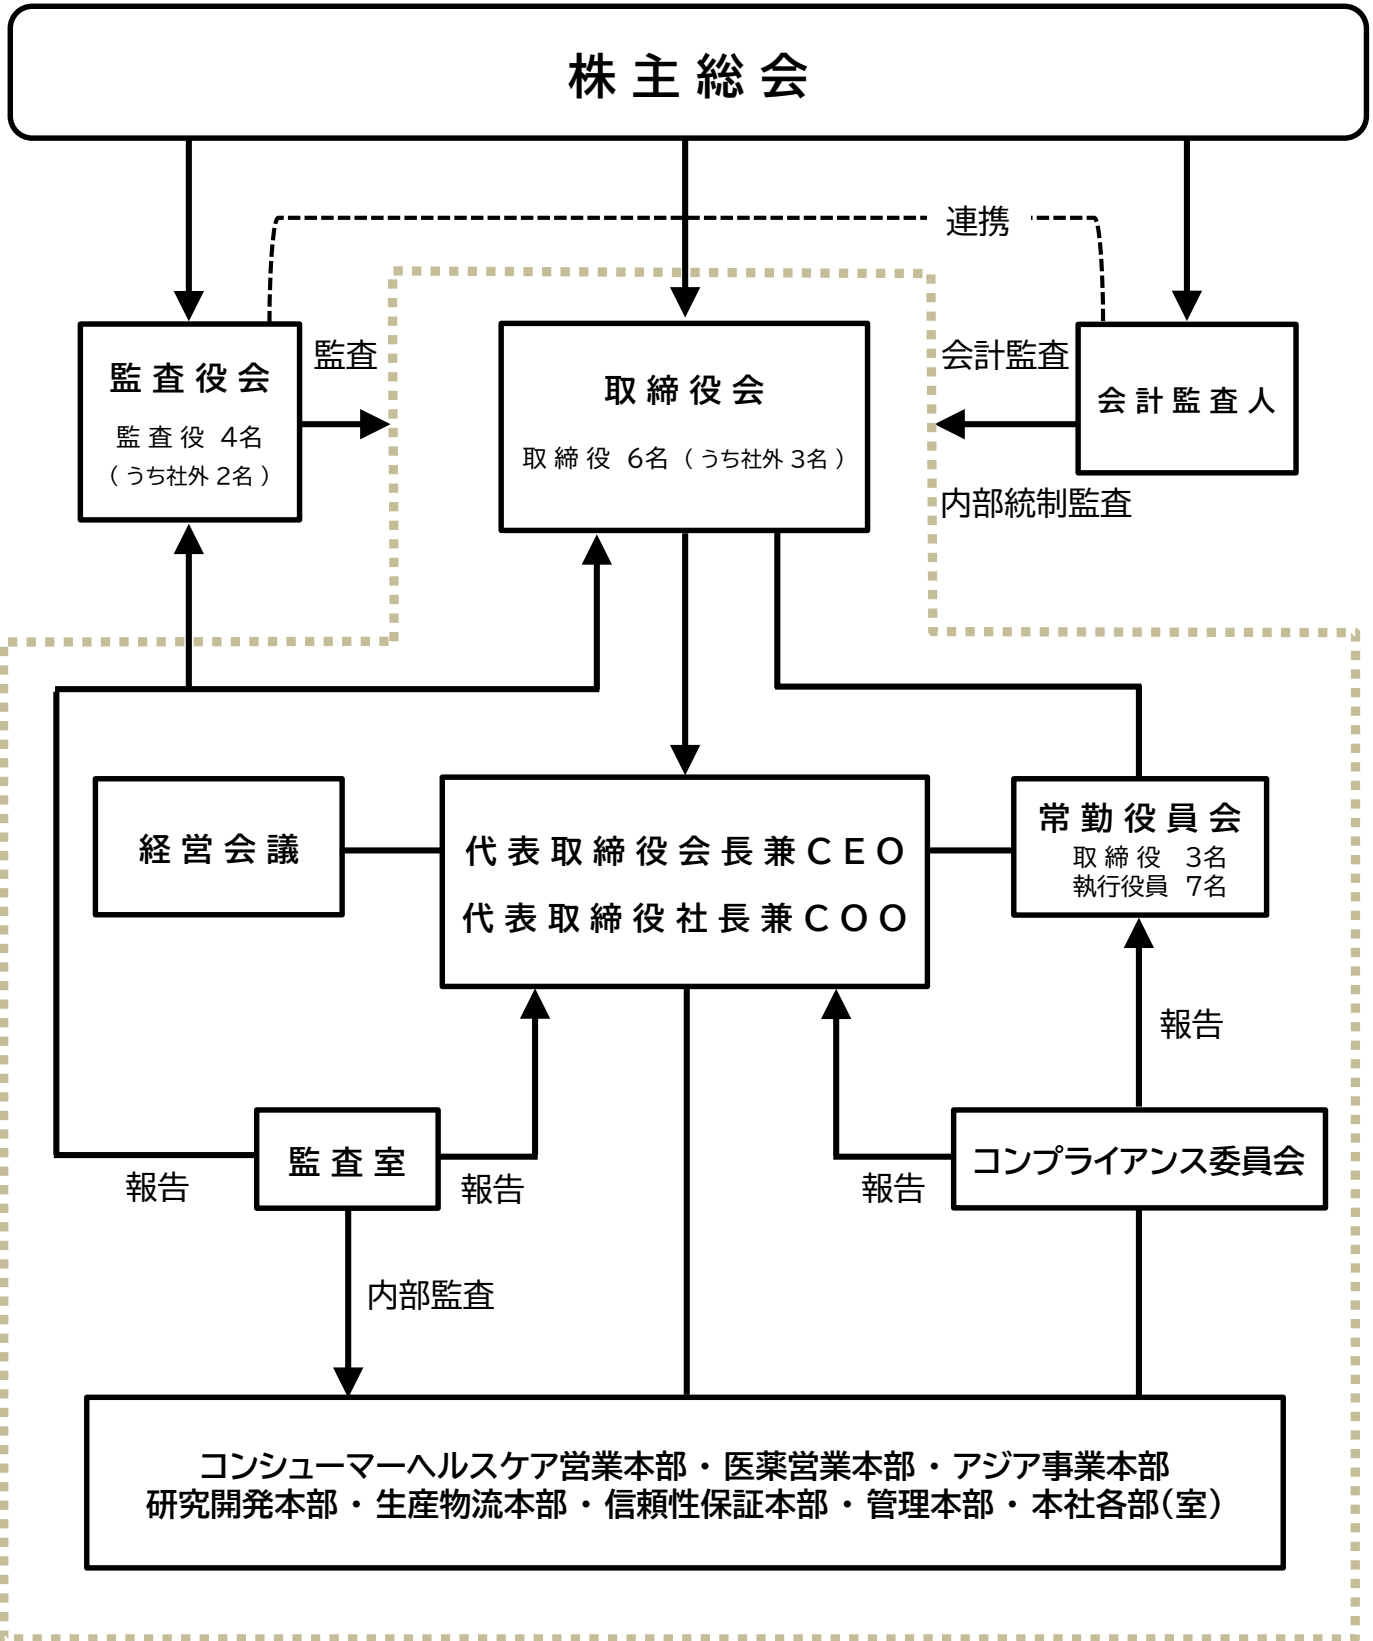 株主総会
連携
監査役会
監査役 4名
（うち社外2名）
監査
取締役会
取締役 6名（うち社外3名）
会計監査
会計監査人
内部統制監査
経営会議
代表取締役会長兼CEO
代表取締役社長兼COO
常勤役員会
取締役 3名
執行役員 7名
報告
監査室
コンプライアンス委員会
報告
報告
報告
内部監査
コンシューマーヘルスケア営業本部・医薬営業本部・アジア事業本部
研究開発本部・生産物流本部・信頼性保証本部・管理本部・本社各部（室）